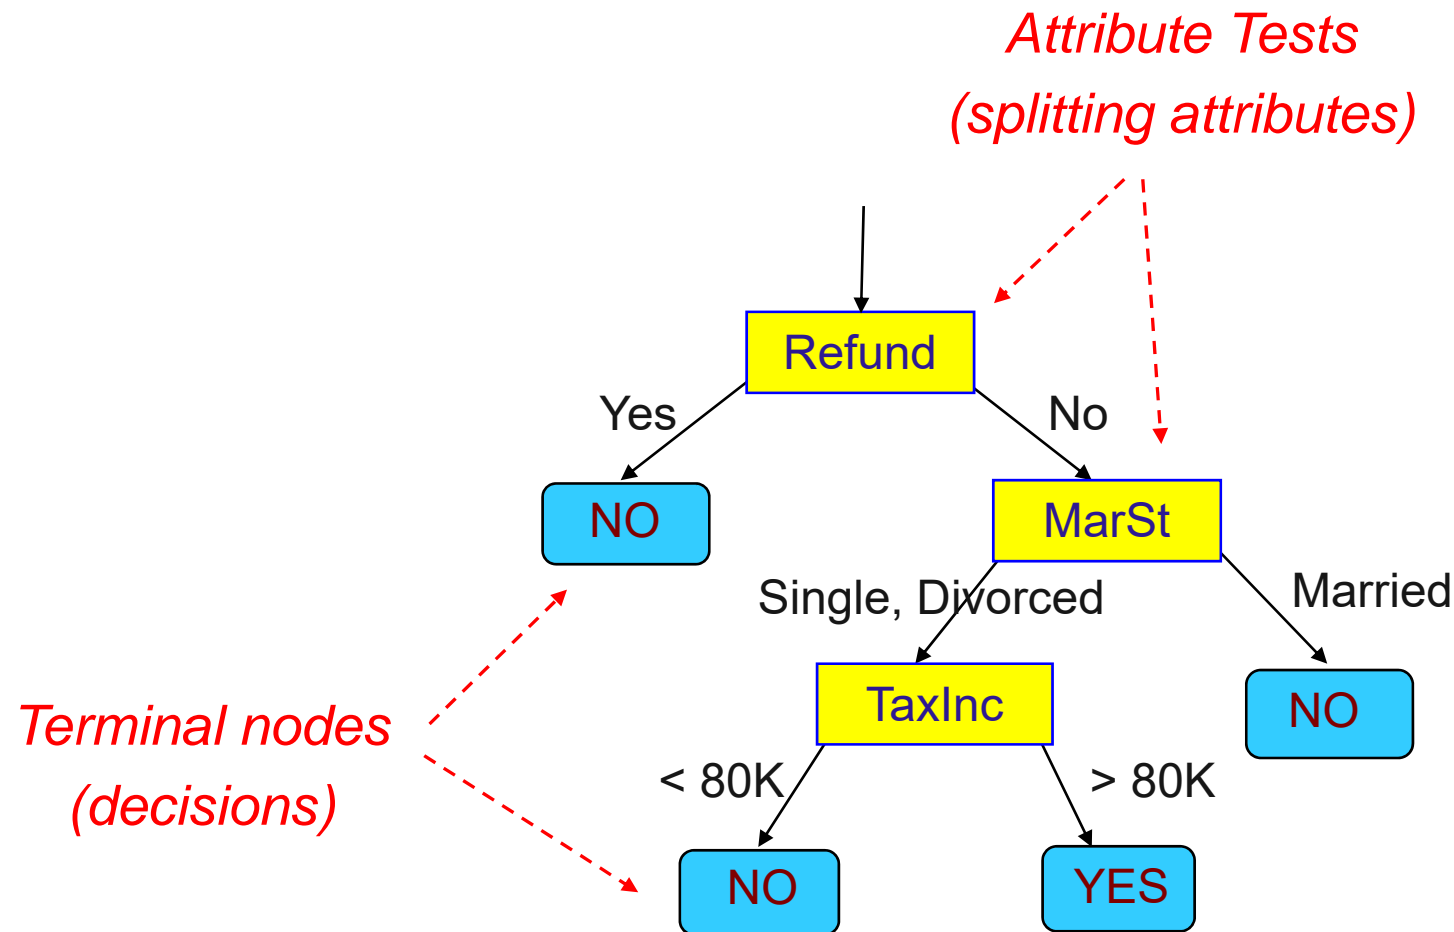 Attribute Tests
(splitting attributes)
Refund
Yes
No
NO
MarSt
Single, Divorced
Married
TaxInc
NO
Terminal nodes
(decisions)
< 80K
> 80K
NO
YES